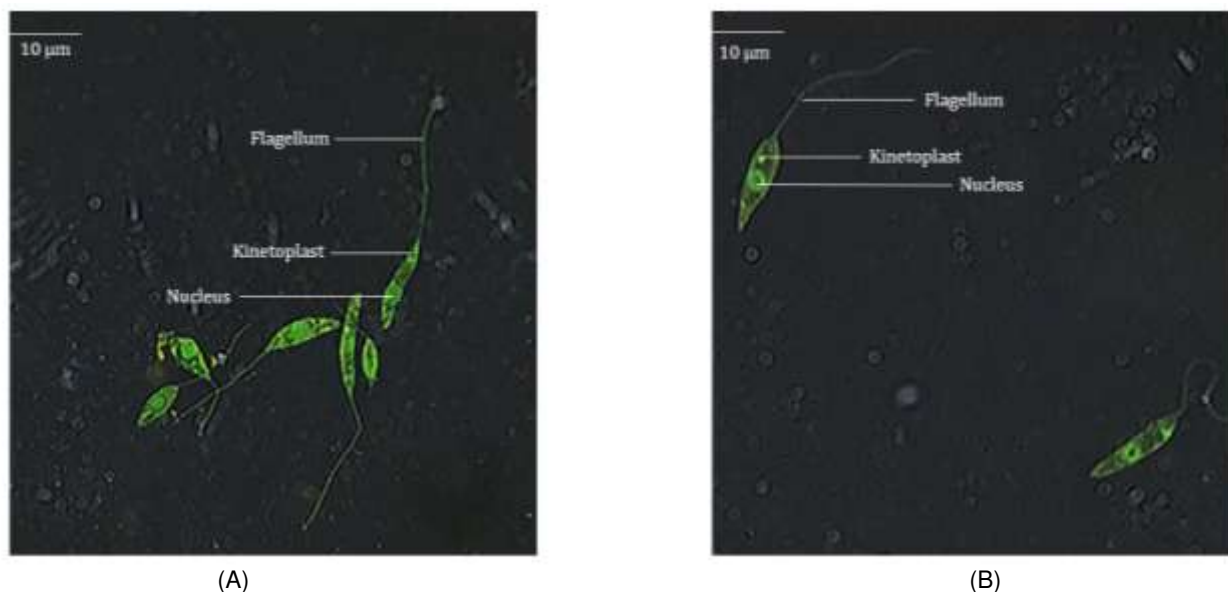 10 µm
Flagellum
Kinetoplast
Nucleus
(A)
10 µm
Flagellum
Kinetoplast
Nucleus
(B)